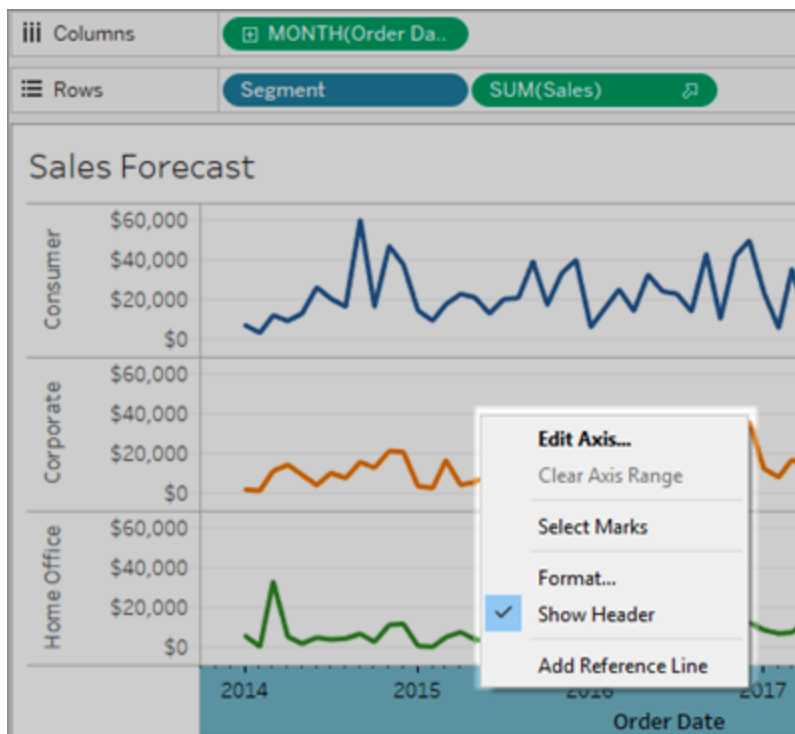 Columns
MONTH(Order Da..
Rows
Segment
SUM(Sales)
Sales Forecast
Consumer
$60,000
$40,000
$20,000
$0
Corporate
$60,000
$40,000
$20,000
$0
Home Office
$60,000
$40,000
$20,000
$0
Edit Axis...
Clear Axis Range
Select Marks
Format...
Show Header
Add Reference Line
2014
2015
2016
2017
Order Date